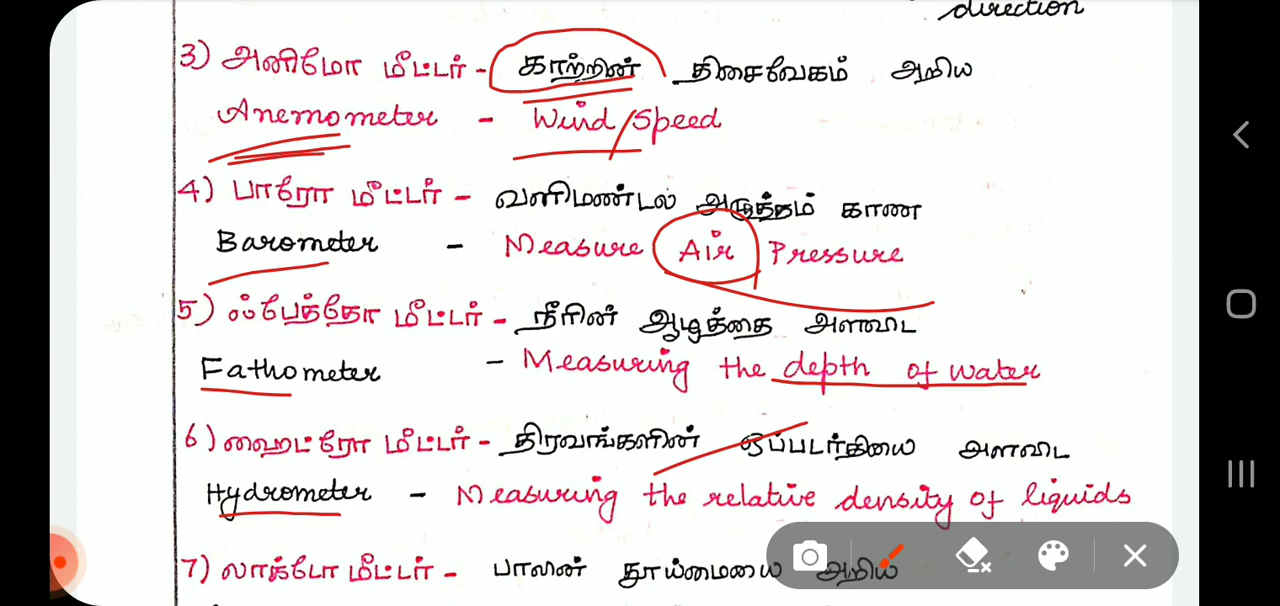 direction
3) அனிமோ மீட்டர் - காற்றின் திசைவேகம் அறிய
Anemometer - Wind/Speed
4) பாரோ மீட்டர் - வளிமண்டல அழுத்தம் காண
Barometer - Measure Air Pressure
5) ஃபேத்தோ மீட்டர் - நீரின் ஆழத்தை அளவிட
Fathometer - Measuring the depth of water
6) ஹைட்ரோ மீட்டர் - திரவங்களின் ஒப்படர்தியை அளவிட
Hydrometer - Measuring the relative density of liquids
7) லாக்டோ மீட்டர் - பாலின் தூய்மையை அறிய